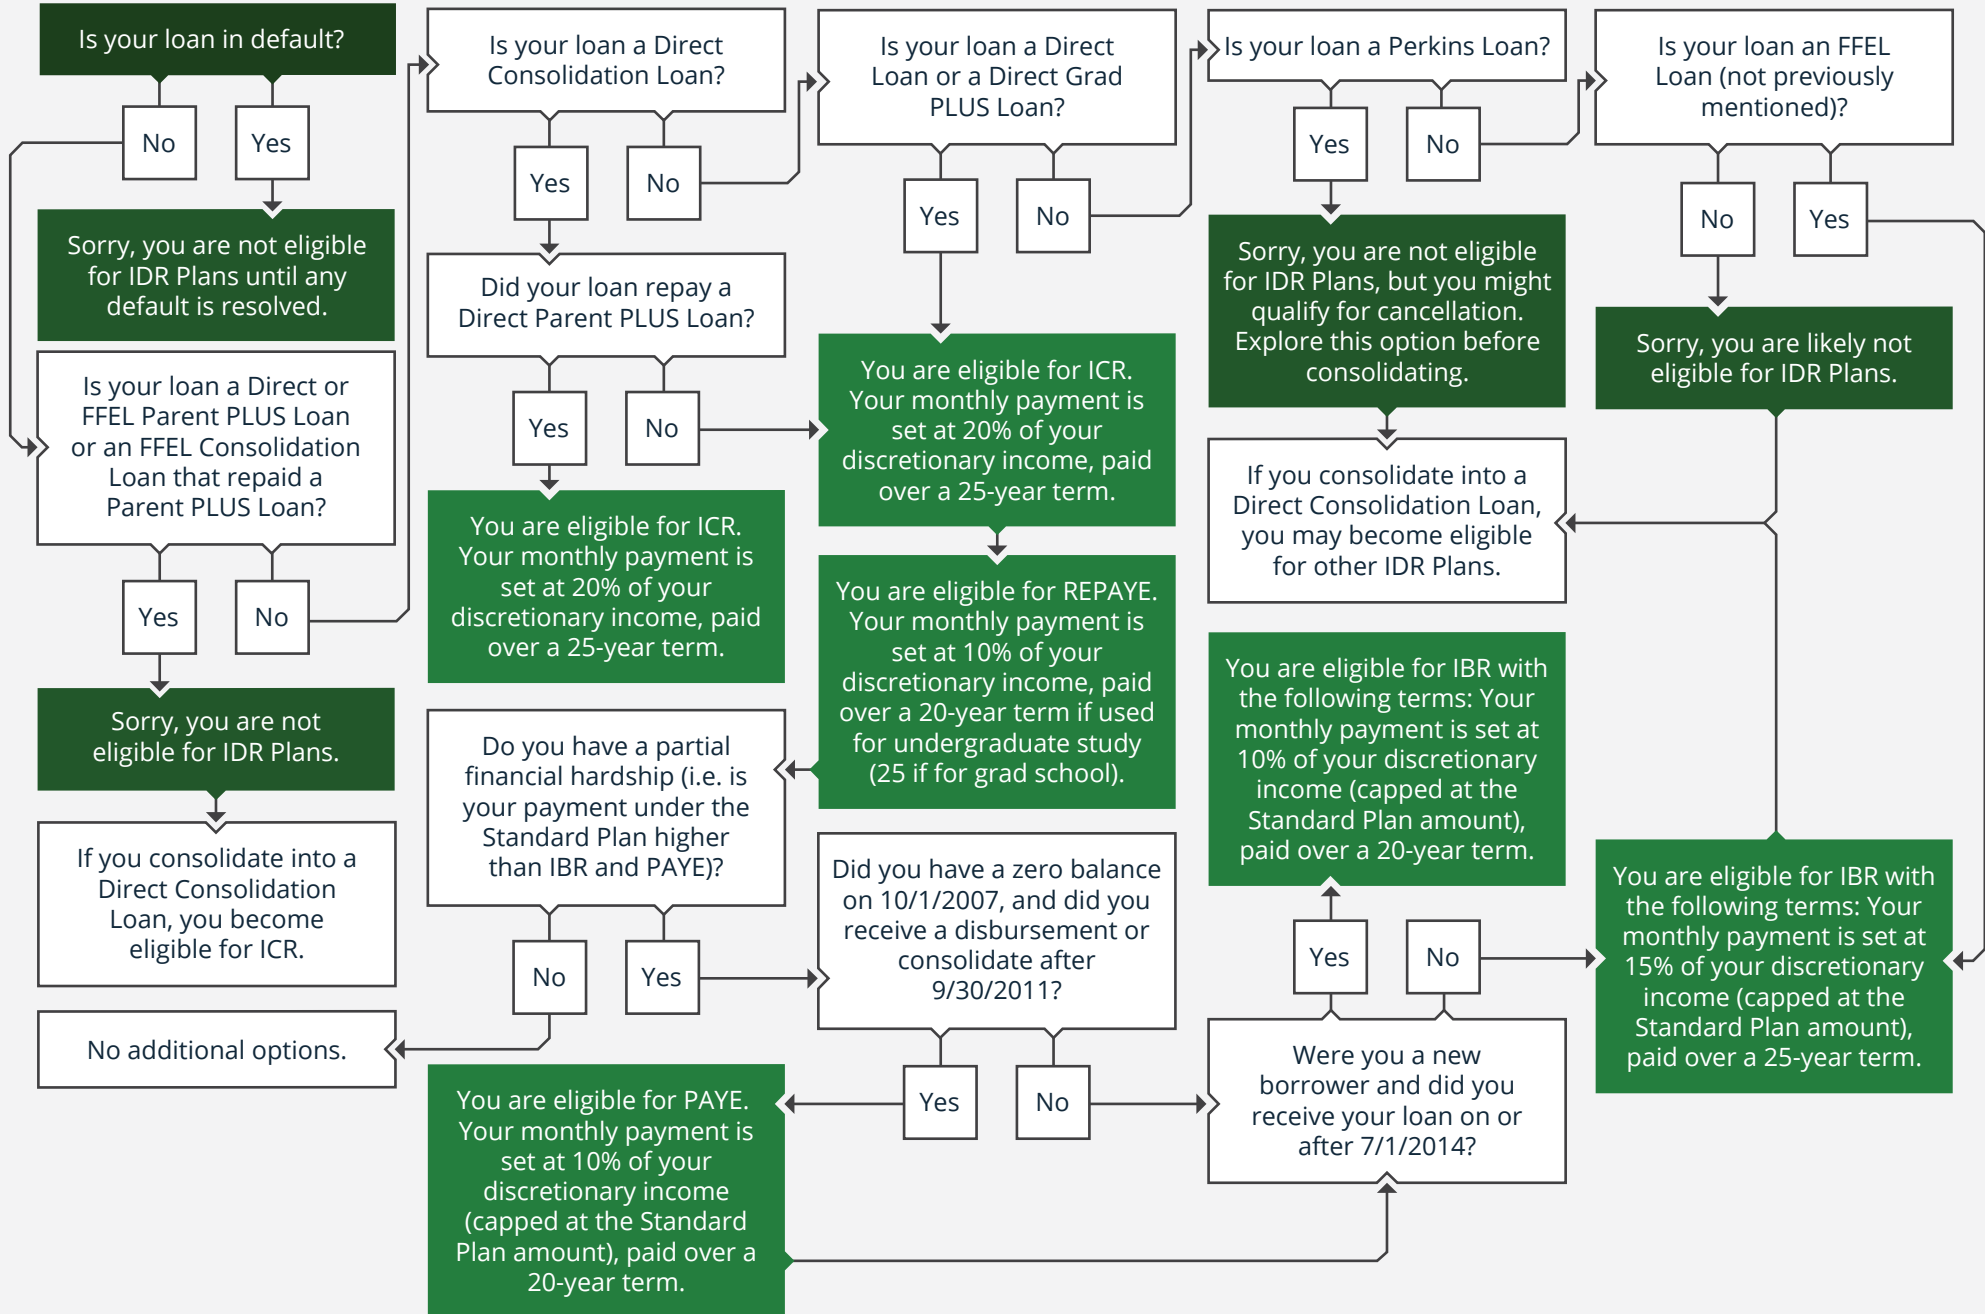 Is your loan in default?
No
Yes
Sorry, you are not eligible
for IDR Plans until any
default is resolved.
Is your loan a Direct or
FFEL Parent PLUS Loan
or an FFEL Consolidation
Loan that repaid a
Parent PLUS Loan?
Yes
No
Sorry, you are not
eligible for IDR Plans.
If you consolidate into a
Direct Consolidation
Loan, you become
eligible for ICR.
No additional options.
Is your loan a Direct
Consolidation Loan?
Yes
No
Did your loan repay a
Direct Parent PLUS Loan?
Yes
No
You are eligible for ICR.
Your monthly payment is
set at 20% of your
discretionary income, paid
over a 25-year term.
Do you have a partial
financial hardship (i.e. is
your payment under the
Standard Plan higher
than IBR and PAYE)?
No
Yes
You are eligible for PAYE.
Your monthly payment is
set at 10% of your
discretionary income
(capped at the Standard
Plan amount), paid over a
20-year term.
Is your loan a Direct
Loan or a Direct Grad
PLUS Loan?
Yes
No
You are eligible for ICR.
Your monthly payment is
set at 20% of your
discretionary income, paid
over a 25-year term.
You are eligible for REPAYE.
Your monthly payment is
set at 10% of your
discretionary income, paid
over a 20-year term if used
for undergraduate study
(25 if for grad school).
Did you have a zero balance
on 10/1/2007, and did you
receive a disbursement or
consolidate after
9/30/2011?
Yes
No
Is your loan a Perkins Loan?
Yes
No
Sorry, you are not eligible
for IDR Plans, but you might
qualify for cancellation.
Explore this option before
consolidating.
If you consolidate into a
Direct Consolidation Loan,
you may become eligible
for other IDR Plans.
You are eligible for IBR with
the following terms: Your
monthly payment is set at
10% of your discretionary
income (capped at the
Standard Plan amount),
paid over a 20-year term.
Yes
No
Were you a new
borrower and did you
receive your loan on or
after 7/1/2014?
Is your loan an FFEL
Loan (not previously
mentioned)?
No
Yes
Sorry, you are likely not
eligible for IDR Plans.
You are eligible for IBR with
the following terms: Your
monthly payment is set at
15% of your discretionary
income (capped at the
Standard Plan amount),
paid over a 25-year term.